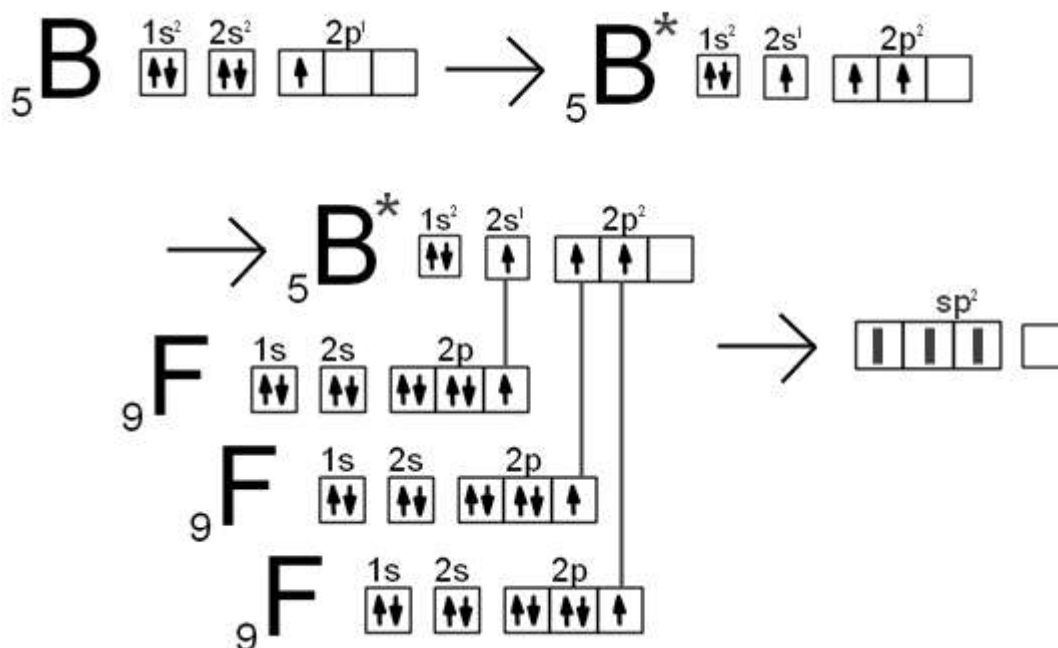 1s² 2s² 2p¹ 1s² 2s¹ 2p²
₅B ₅B*
1s² 2s¹ 2p²
₅B*
sp²
1s 2s 2p
₉F
1s 2s 2p
₉F
1s 2s 2p
₉F